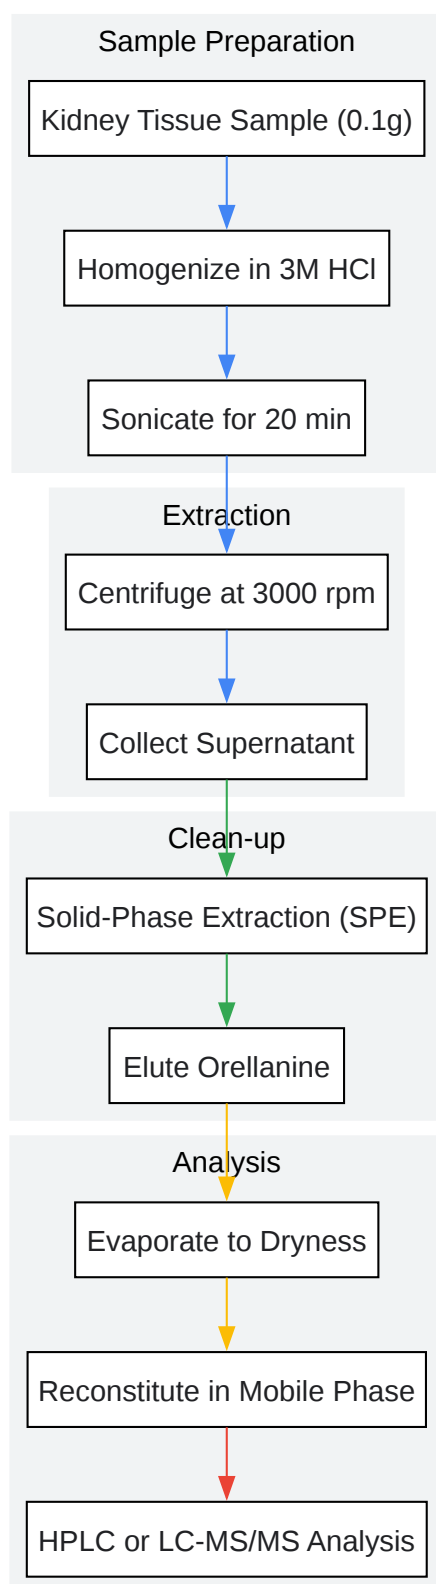 Sample Preparation
Kidney Tissue Sample (0.1g)
Homogenize in 3M HCl
Sonicate for 20 min
Extraction
Centrifuge at 3000 rpm
Collect Supernatant
Clean-up
Solid-Phase Extraction (SPE)
Elute Orellanine
Analysis
Evaporate to Dryness
Reconstitute in Mobile Phase
HPLC or LC-MS/MS Analysis